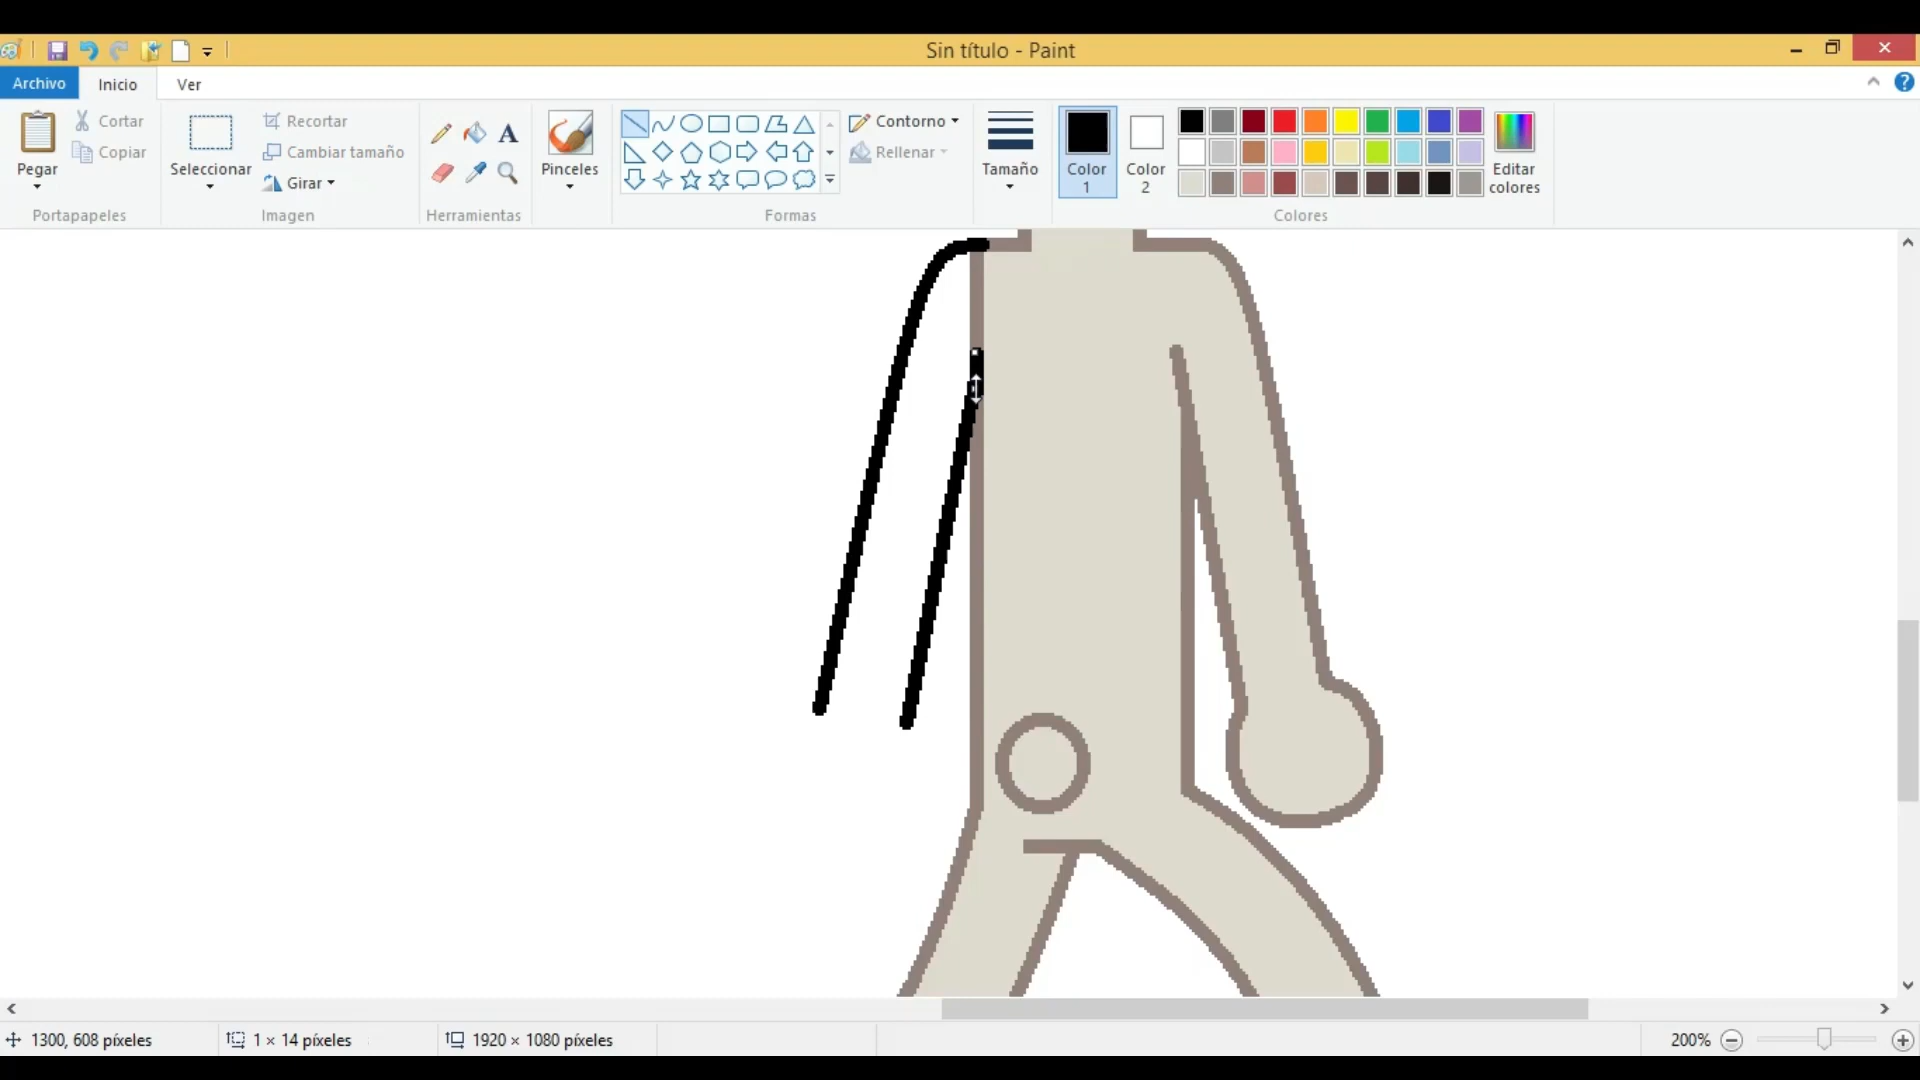 Sin título - Paint
Archivo
Inicio
Ver
Pegar
Cortar
Copiar
Portapapeles
Seleccionar
Recortar
Cambiar tamaño
Girar
Imagen
A
Herramientas
Pinceles
Contorno
Rellenar
Formas
Tamaño
Color
1
Color
2
Editar
colores
Colores
1300, 608 píxeles
1 × 14 píxeles
1920 × 1080 píxeles
200%